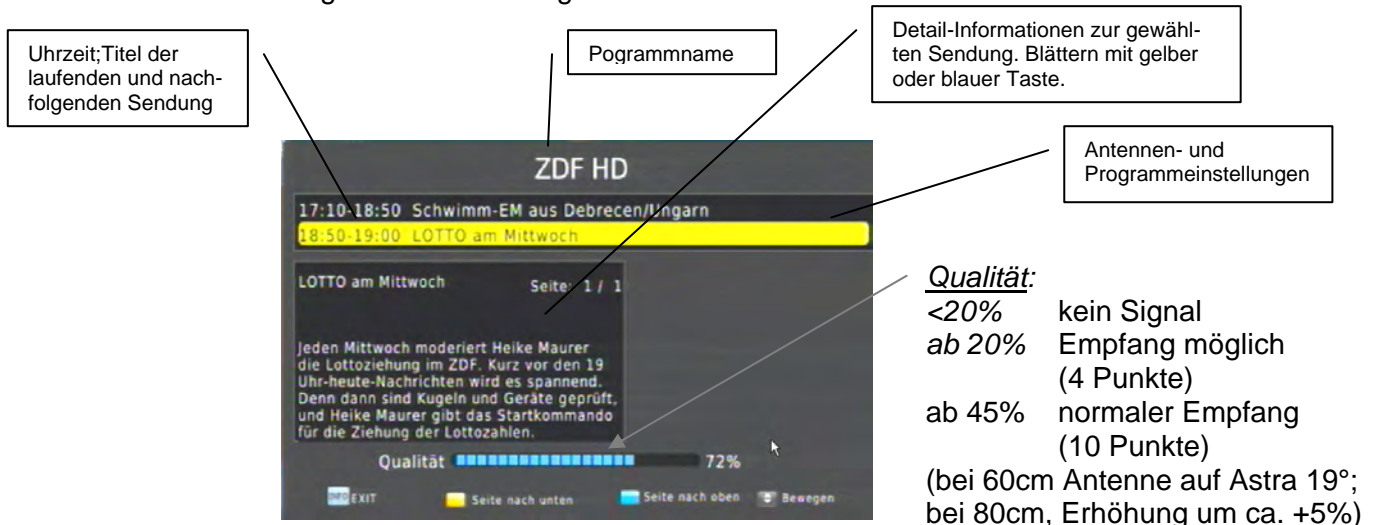 Uhrzeit;Titel der
laufenden und nach-
folgenden Sendung
Pogrammname
Detail-Informationen zur gewähl-
ten Sendung. Blättern mit gelber
oder blauer Taste.
Antennen- und
Programmeinstellungen
ZDF HD
17:10-18:50 Schwimm-EM aus Debrecen/Ungarn
18:50-19:00 LOTTO am Mittwoch
LOTTO am Mittwoch Seite: 1 / 1
Jeden Mittwoch moderiert Heike Maurer
die Lottoziehung im ZDF. Kurz vor den 19
Uhr-heute-Nachrichten wird es spannend.
Denn dann sind Kugeln und Geräte geprüft,
und Heike Maurer gibt das Startkommando
für die Ziehung der Lottozahlen.
Qualität 72%
INFO EXIT Seite nach unten Seite nach oben Bewegen
Qualität:
<20% kein Signal
ab 20% Empfang möglich
(4 Punkte)
ab 45% normaler Empfang
(10 Punkte)
(bei 60cm Antenne auf Astra 19°;
bei 80cm, Erhöhung um ca. +5%)